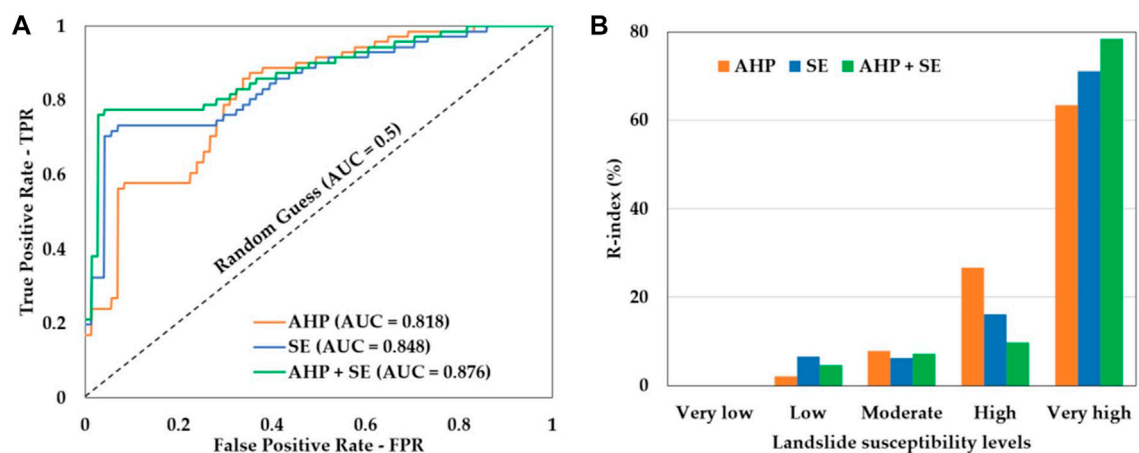 A
True Positive Rate - TPR
1
0.8
0.6
0.4
0.2
0
Random Guess (AUC = 0.5)
AHP (AUC = 0.818)
SE (AUC = 0.848)
AHP + SE (AUC = 0.876)
0 0.2 0.4 0.6 0.8 1
False Positive Rate - FPR
B
R-index (%)
80
60
40
20
0
AHP SE AHP + SE
Very low Low Moderate High Very high
Landslide susceptibility levels